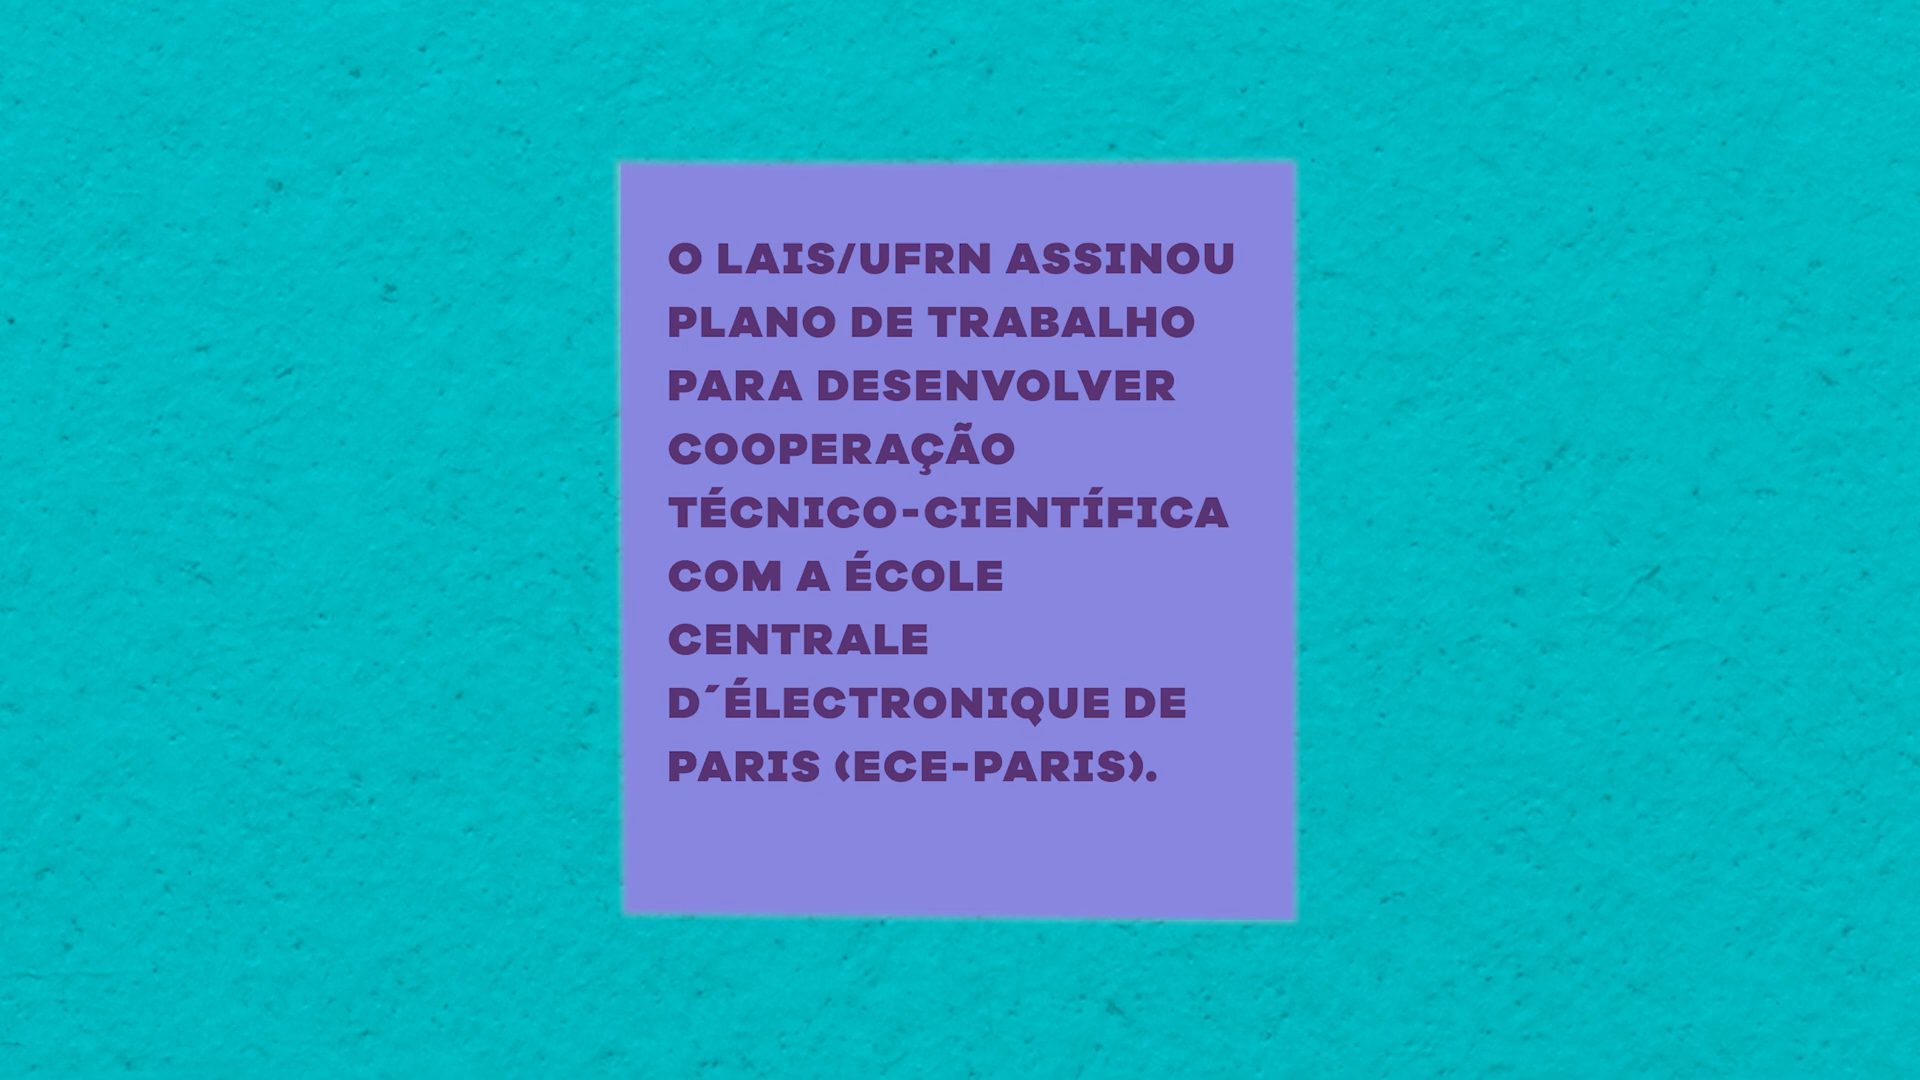 O LAIS/UFRN ASSINOU
PLANO DE TRABALHO
PARA DESENVOLVER
COOPERAÇÃO
TÉCNICO-CIENTÍFICA
COM A ÉCOLE
CENTRALE
D´ÉLECTRONIQUE DE
PARIS (ECE-PARIS).